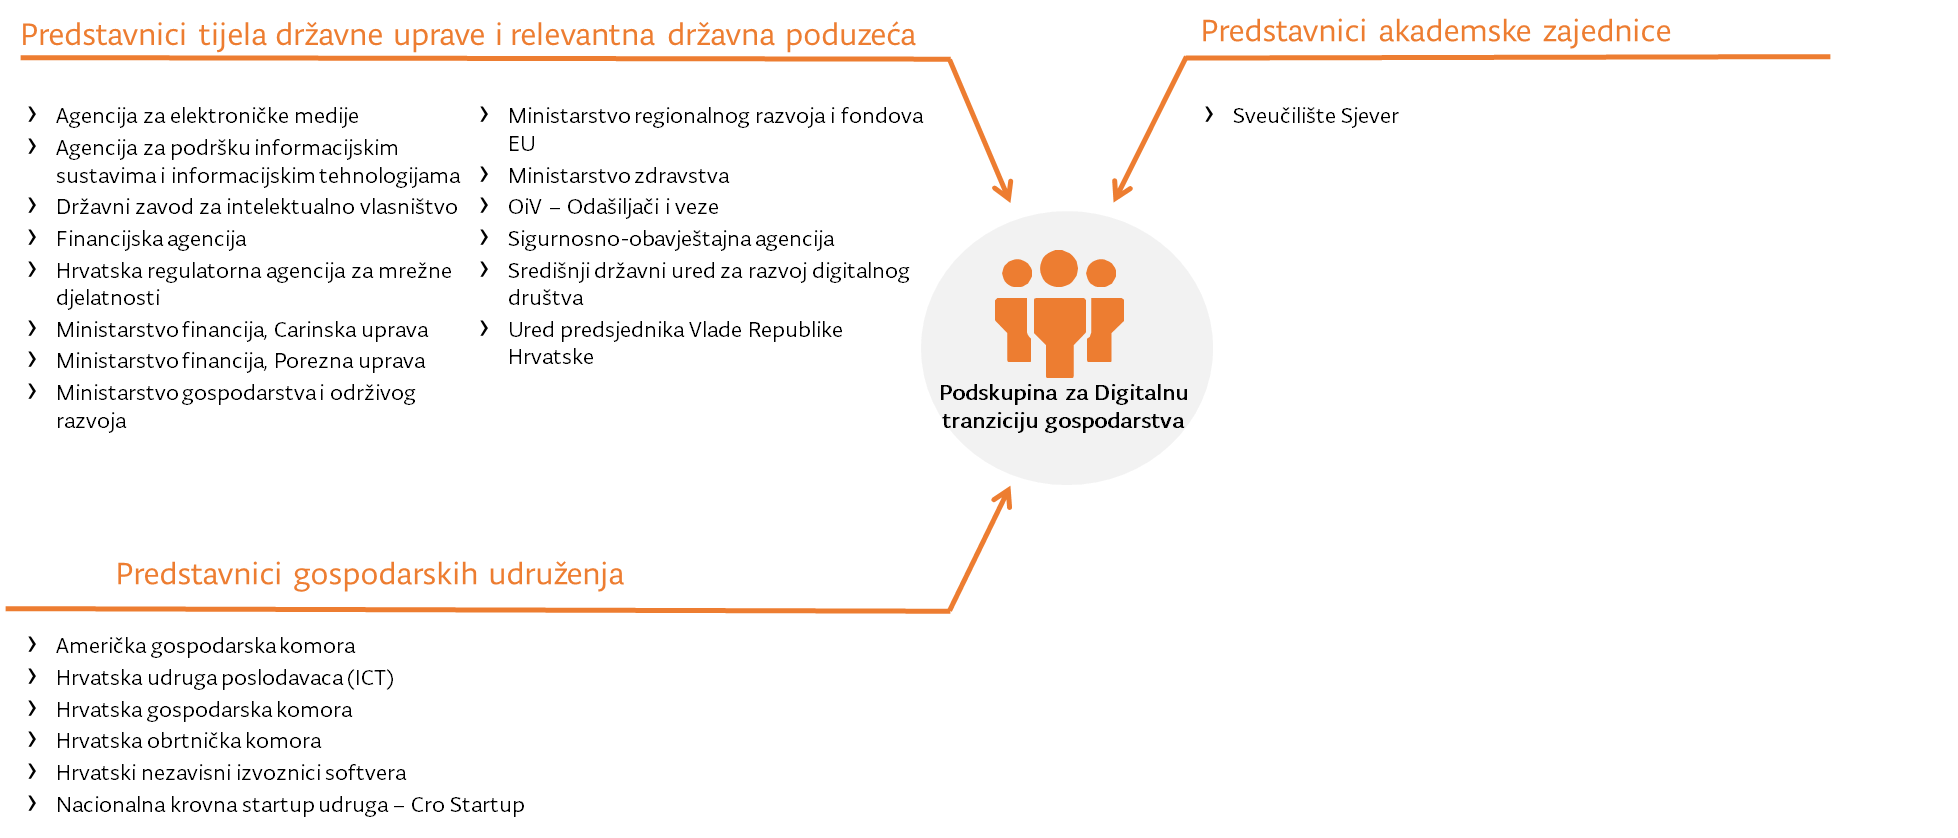 Predstavnici tijela državne uprave i relevantna državna poduzeća
Agencija za elektroničke medije
Agencija za podršku informacijskim
sustavima i informacijskim tehnologijama
Državni zavod za intelektualno vlasništvo
Financijska agencija
Hrvatska regulatorna agencija za mrežne
djelatnosti
Ministarstvo financija, Carinska uprava
Ministarstvo financija, Porezna uprava
Ministarstvo gospodarstva i održivog
razvoja
Ministarstvo regionalnog razvoja i fondova
EU
Ministarstvo zdravstva
OiV – Odašiljači i veze
Sigurnosno-obavještajna agencija
Središnji državni ured za razvoj digitalnog
društva
Ured predsjednika Vlade Republike
Hrvatske
Predstavnici akademske zajednice
Sveučilište Sjever
Podskupina za Digitalnu
tranziciju gospodarstva
Predstavnici gospodarskih udruženja
Američka gospodarska komora
Hrvatska udruga poslodavaca (ICT)
Hrvatska gospodarska komora
Hrvatska obrtnička komora
Hrvatski nezavisni izvoznici softvera
Nacionalna krovna startup udruga – Cro Startup